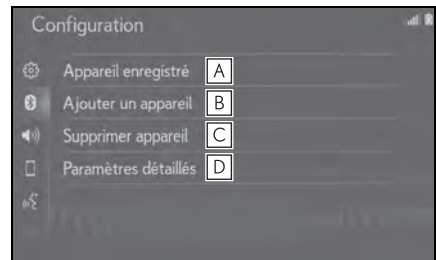 Configuration
Appareil enregistré A
Ajouter un appareil B
Supprimer appareil C
Paramètres détaillés D